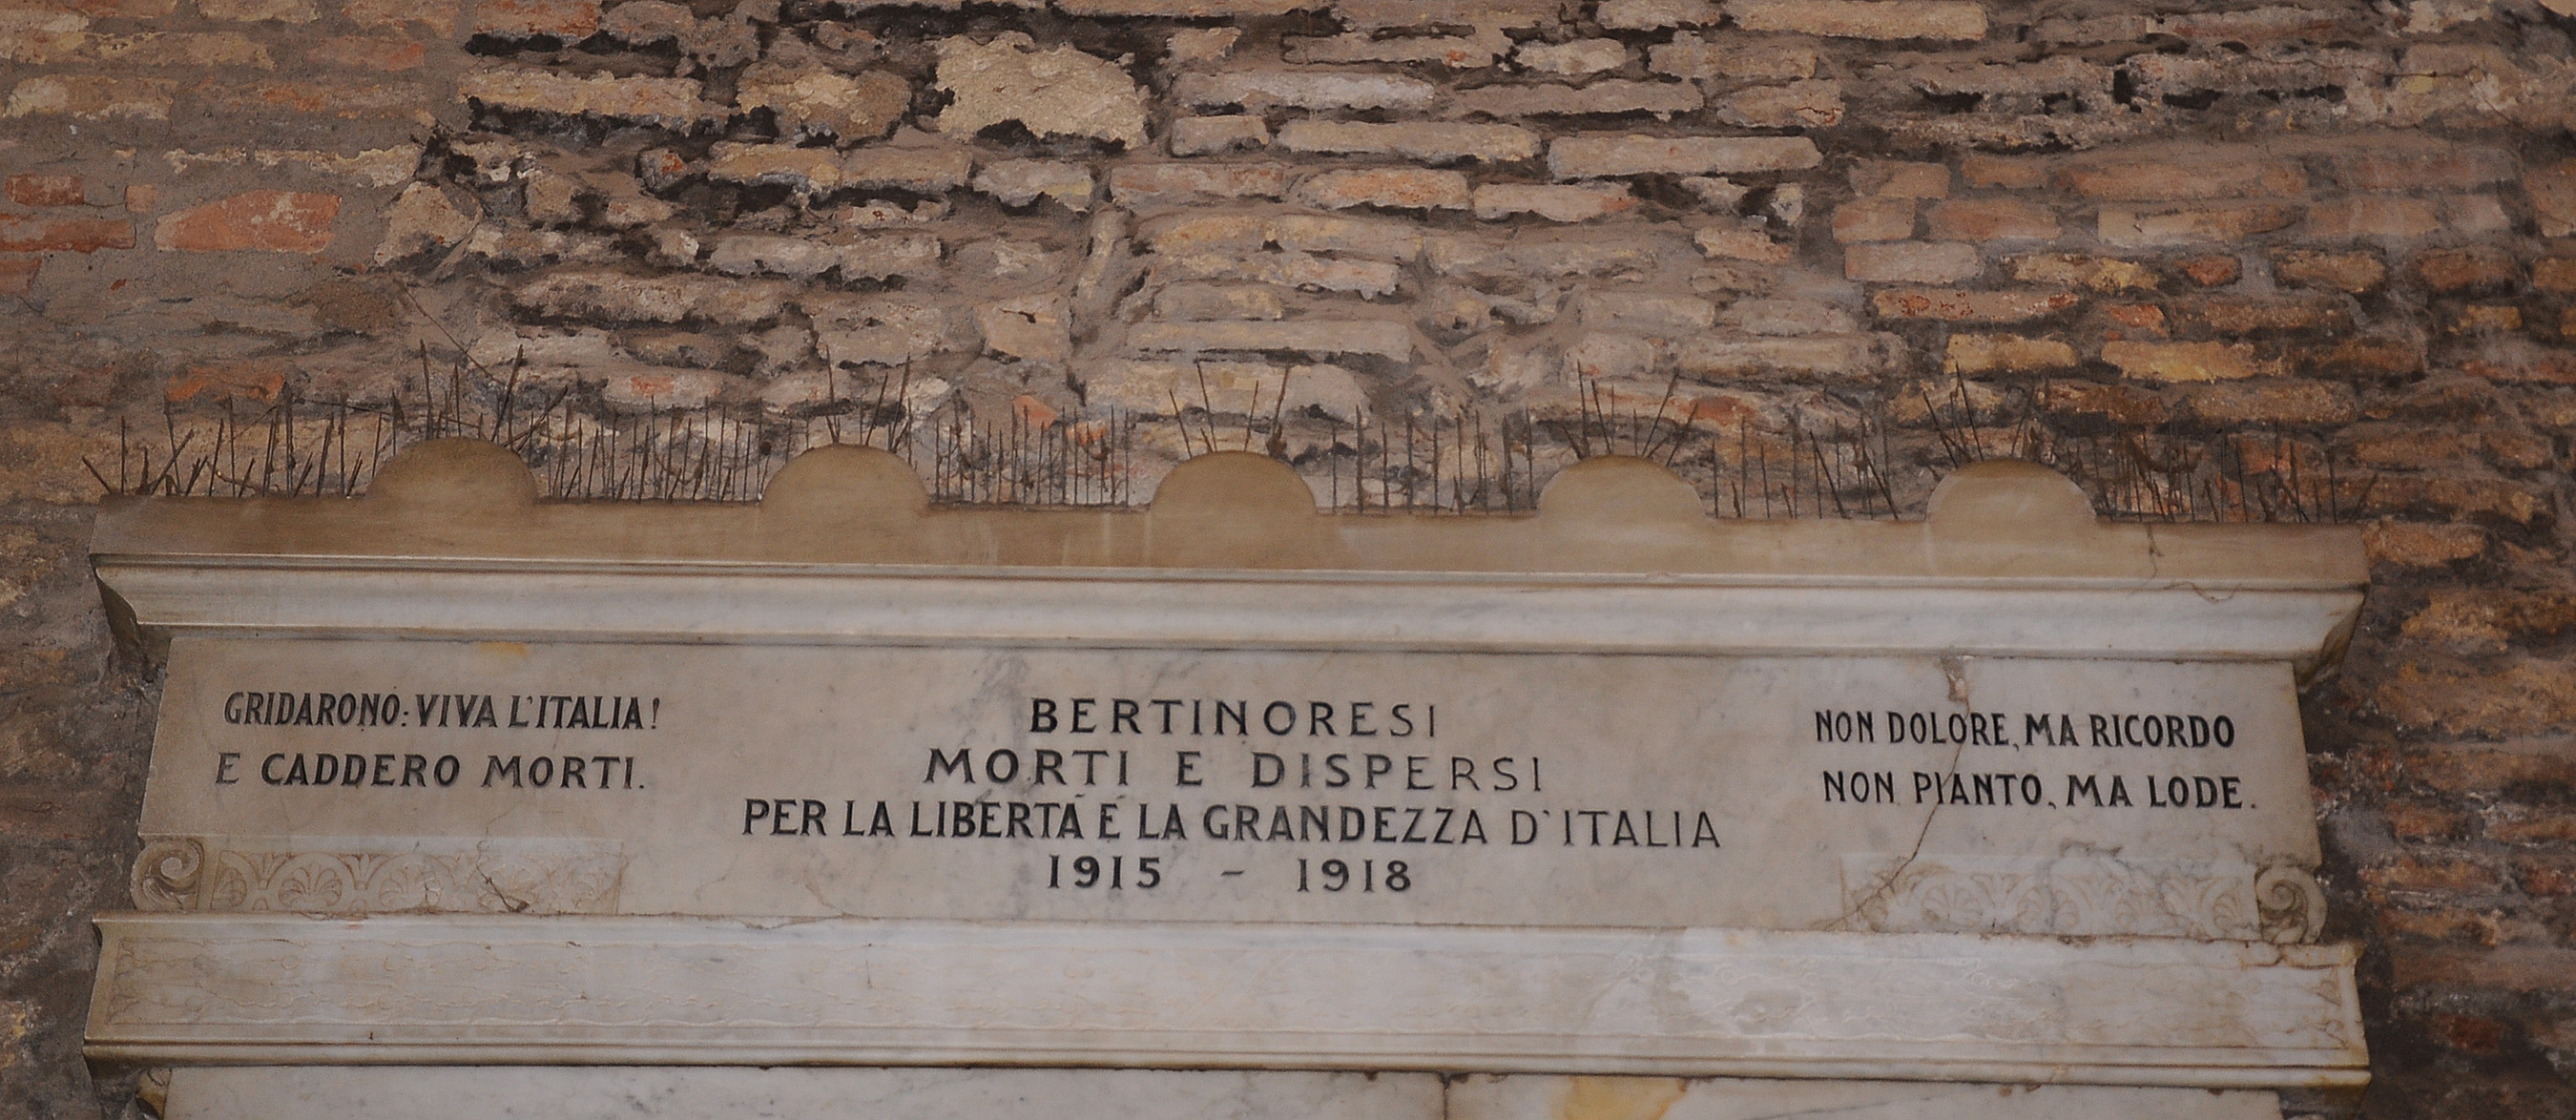 GRIDARONO: VIVA L'ITALIA!
E CADDERO MORTI.
BERTINORESI
MORTI E DISPERSI
PER LA LIBERTÀ E LA GRANDEZZA D'ITALIA
1915 - 1918
NON DOLORE, MA RICORDO
NON PIANTO, MA LODE.